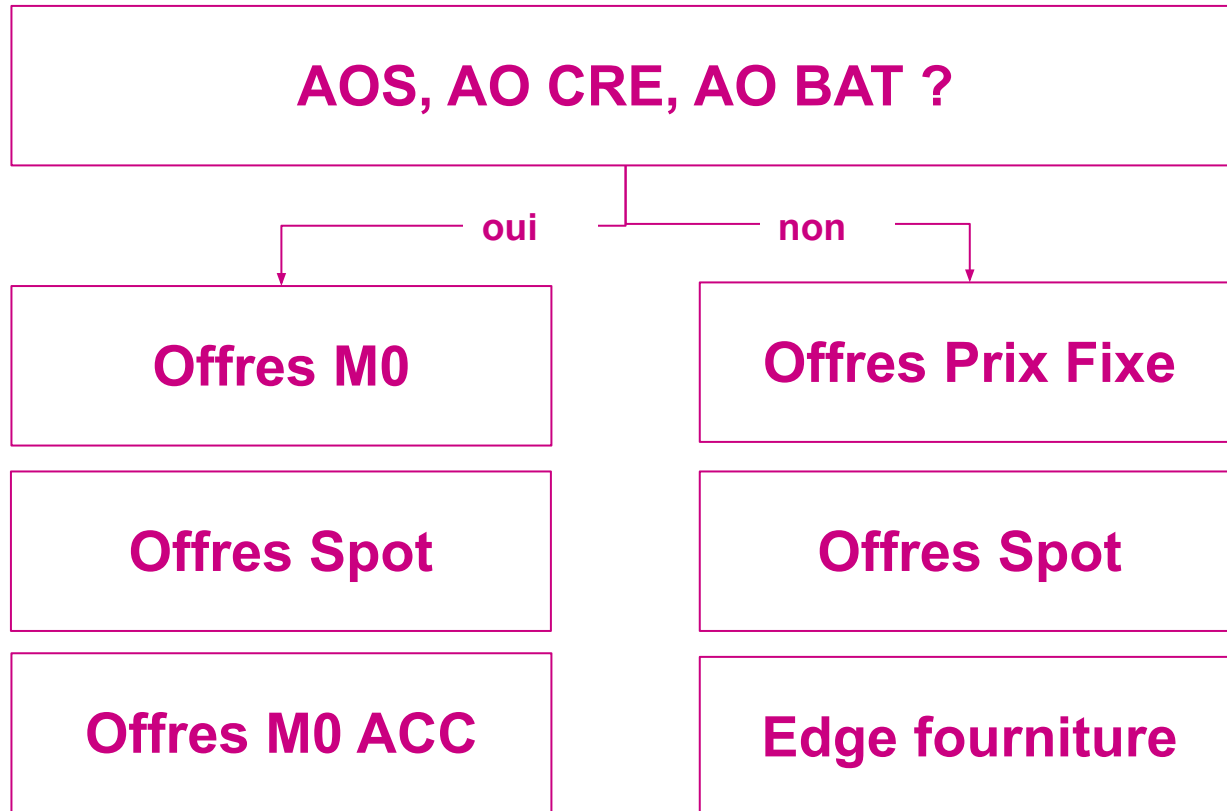 AOS, AO CRE, AO BAT ?
oui
non
Offres M0
Offres Prix Fixe
Offres Spot
Offres Spot
Offres M0 ACC
Edge fourniture